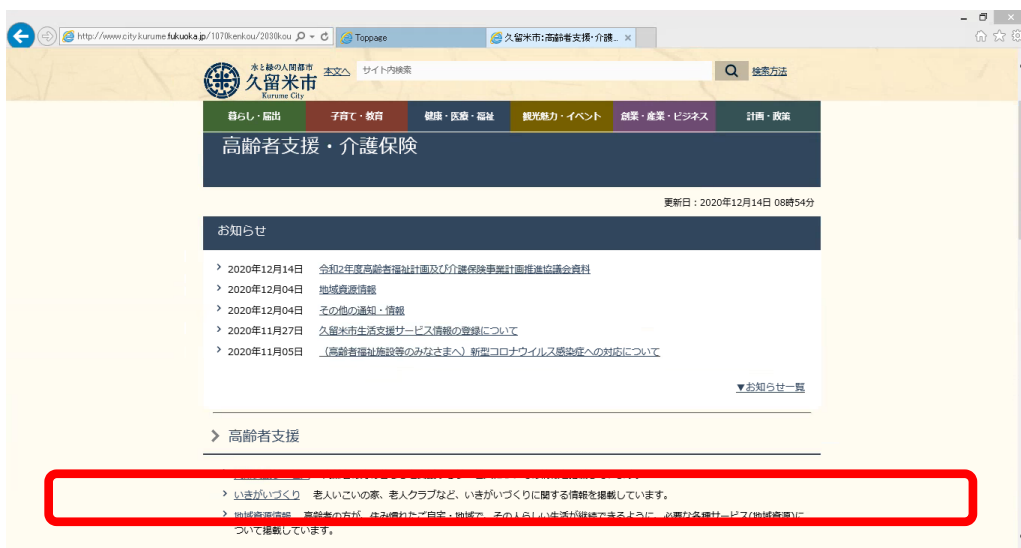 http://www.city.kurume.fukuoka.jp/1070kenkou/2030kou
Toppage
久留米市:高齢者支援・介護...
水と緑の人間都市
久留米市
Kurume City
本文へ
サイト内検索
検索方法
暮らし・届出
子育て・教育
健康・医療・福祉
観光魅力・イベント
創業・産業・ビジネス
計画・政策
高齢者支援・介護保険
更新日：2020年12月14日 08時54分
お知らせ
2020年12月14日 令和2年度高齢者福祉計画及び介護保険事業計画推進協議会資料
2020年12月04日 地域資源情報
2020年12月04日 その他の通知・情報
2020年11月27日 久留米市生活支援サービス情報の登録について
2020年11月05日 （高齢者福祉施設等のみなさまへ）新型コロナウイルス感染症への対応について
▼お知らせ一覧
高齢者支援
いきがいづくり 老人いこいの家、老人クラブなど、いきがいづくりに関する情報を掲載しています。
地域資源情報 高齢者の方が、住み慣れたご自宅・地域で、その人らしい生活が継続できるように、必要な各種サービス(地域資源)に
ついて掲載しています。